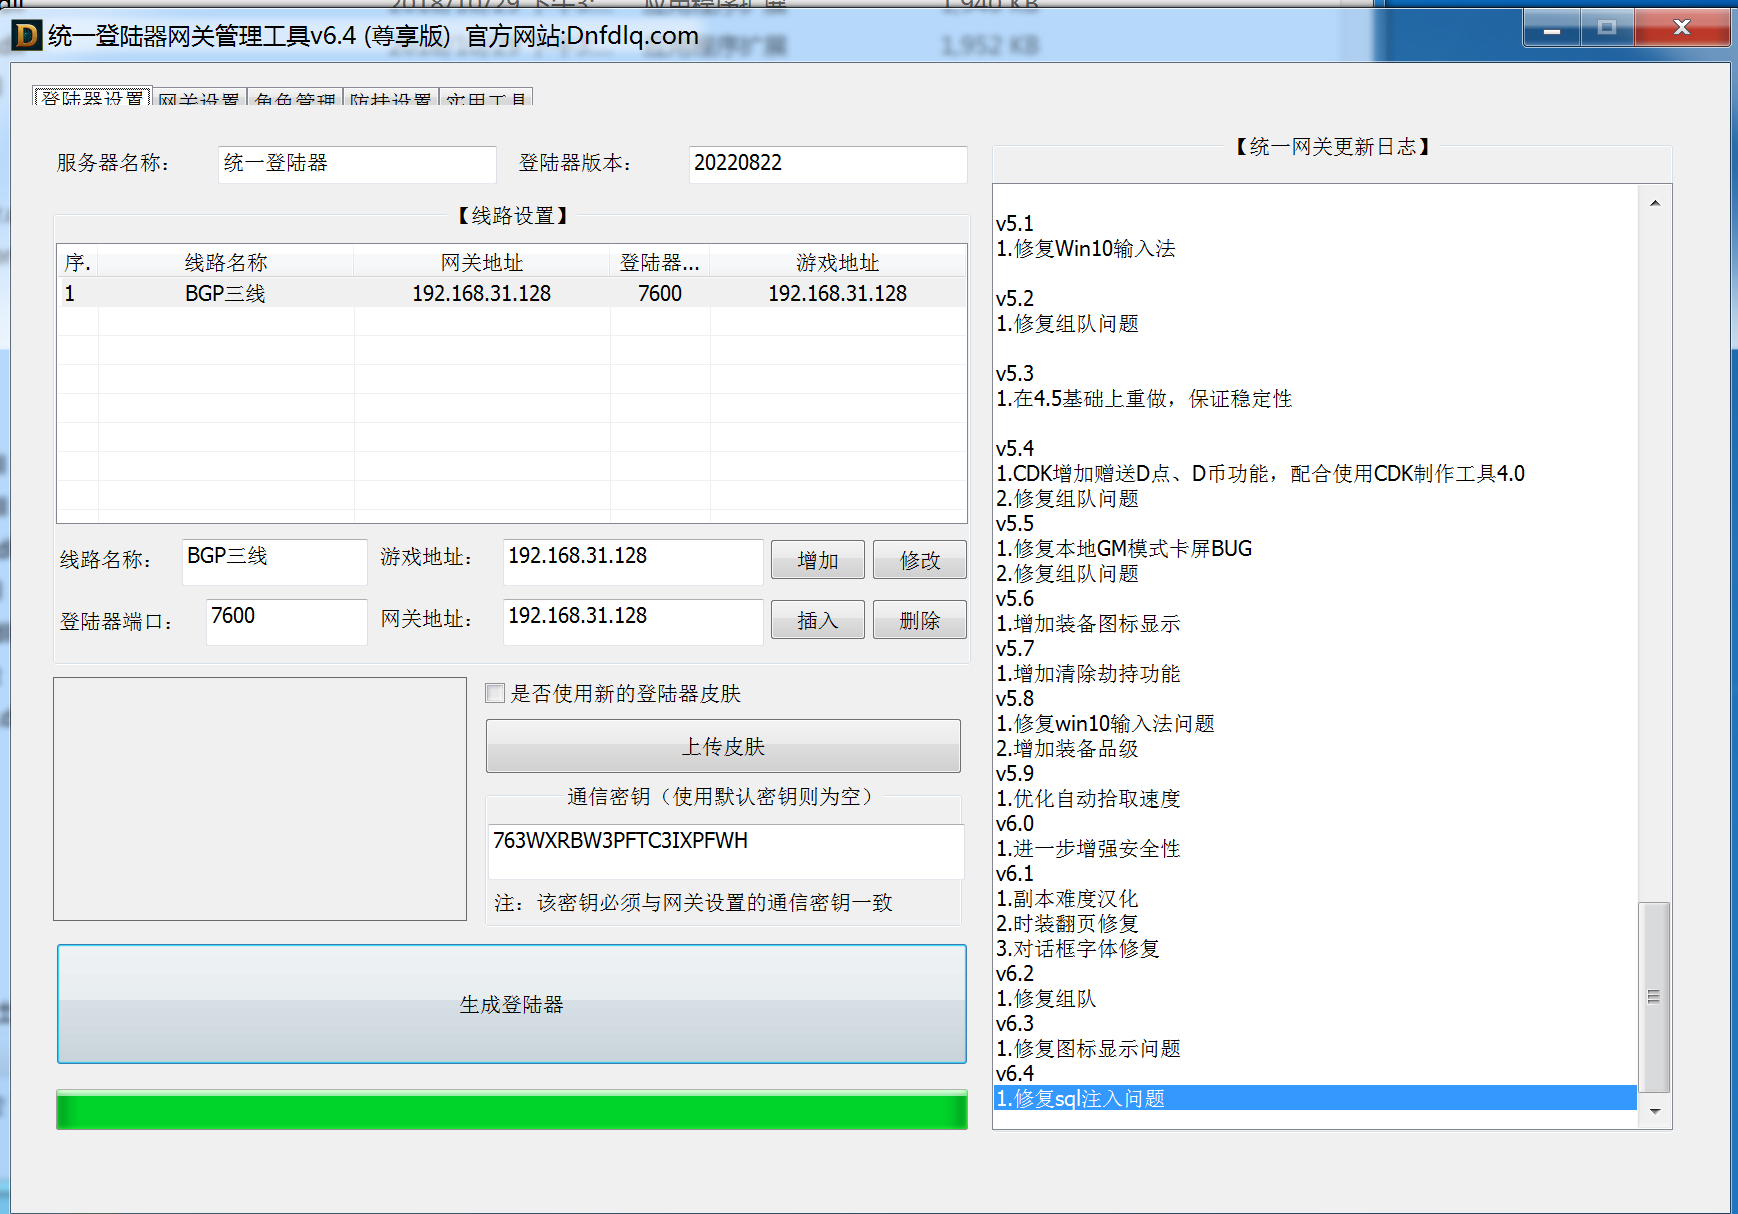 统一登陆器网关管理工具v6.4 (尊享版)  官方网站:Dnfdlq.com
登陆器设置 网关设置 角色管理 防挂设置 实用工具
服务器名称： 统一登陆器 登陆器版本： 20220822
【线路设置】
序. 线路名称 网关地址 登陆器... 游戏地址
1 BGP三线 192.168.31.128 7600 192.168.31.128
线路名称： BGP三线 游戏地址： 192.168.31.128 增加 修改
登陆器端口： 7600 网关地址： 192.168.31.128 插入 删除
是否使用新的登陆器皮肤
上传皮肤
通信密钥（使用默认密钥则为空）
763WXRBW3PFTC3IXPFWH
注：该密钥必须与网关设置的通信密钥一致
生成登陆器
【统一网关更新日志】
v5.1
1.修复Win10输入法
v5.2
1.修复组队问题
v5.3
1.在4.5基础上重做，保证稳定性
v5.4
1.CDK增加赠送D点、D币功能，配合使用CDK制作工具4.0
2.修复组队问题
v5.5
1.修复本地GM模式卡屏BUG
2.修复组队问题
v5.6
1.增加装备图标显示
v5.7
1.增加清除劫持功能
v5.8
1.修复win10输入法问题
2.增加装备品级
v5.9
1.优化自动拾取速度
v6.0
1.进一步增强安全性
v6.1
1.副本难度汉化
2.时装翻页修复
3.对话框字体修复
v6.2
1.修复组队
v6.3
1.修复图标显示问题
v6.4
1.修复sql注入问题